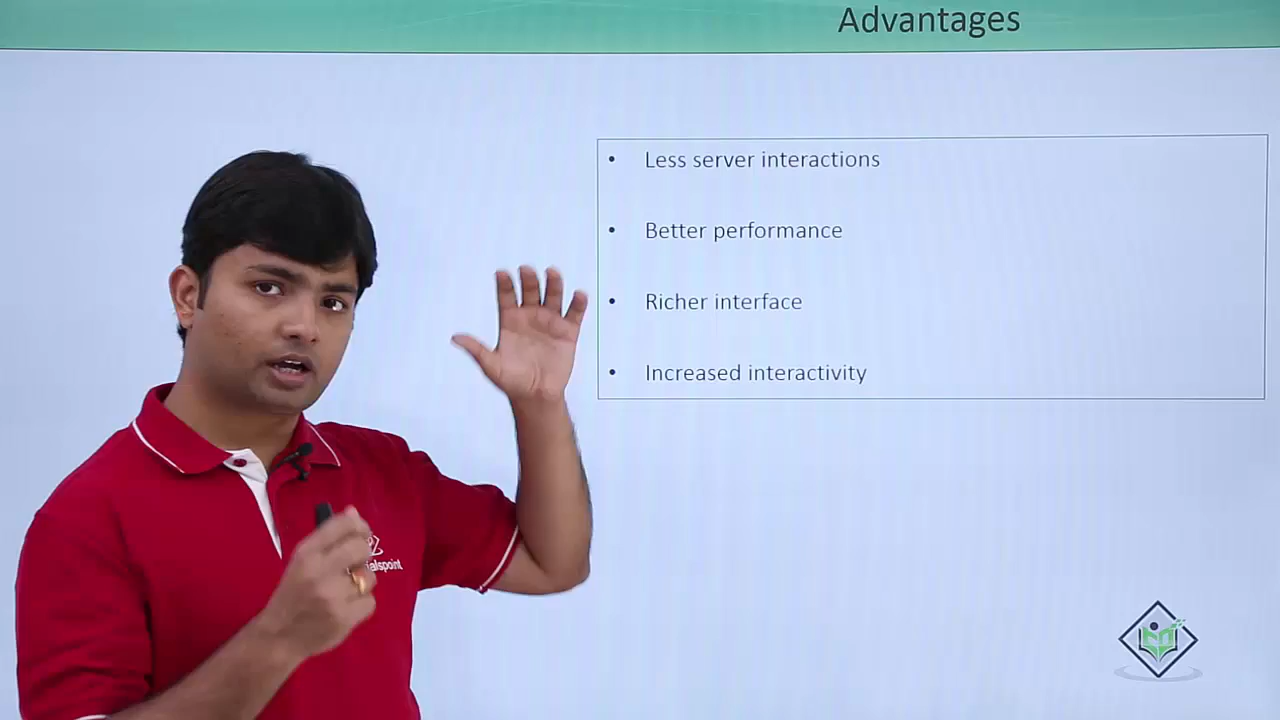 Advantages
• Less server interactions
• Better performance
• Richer interface
• Increased interactivity